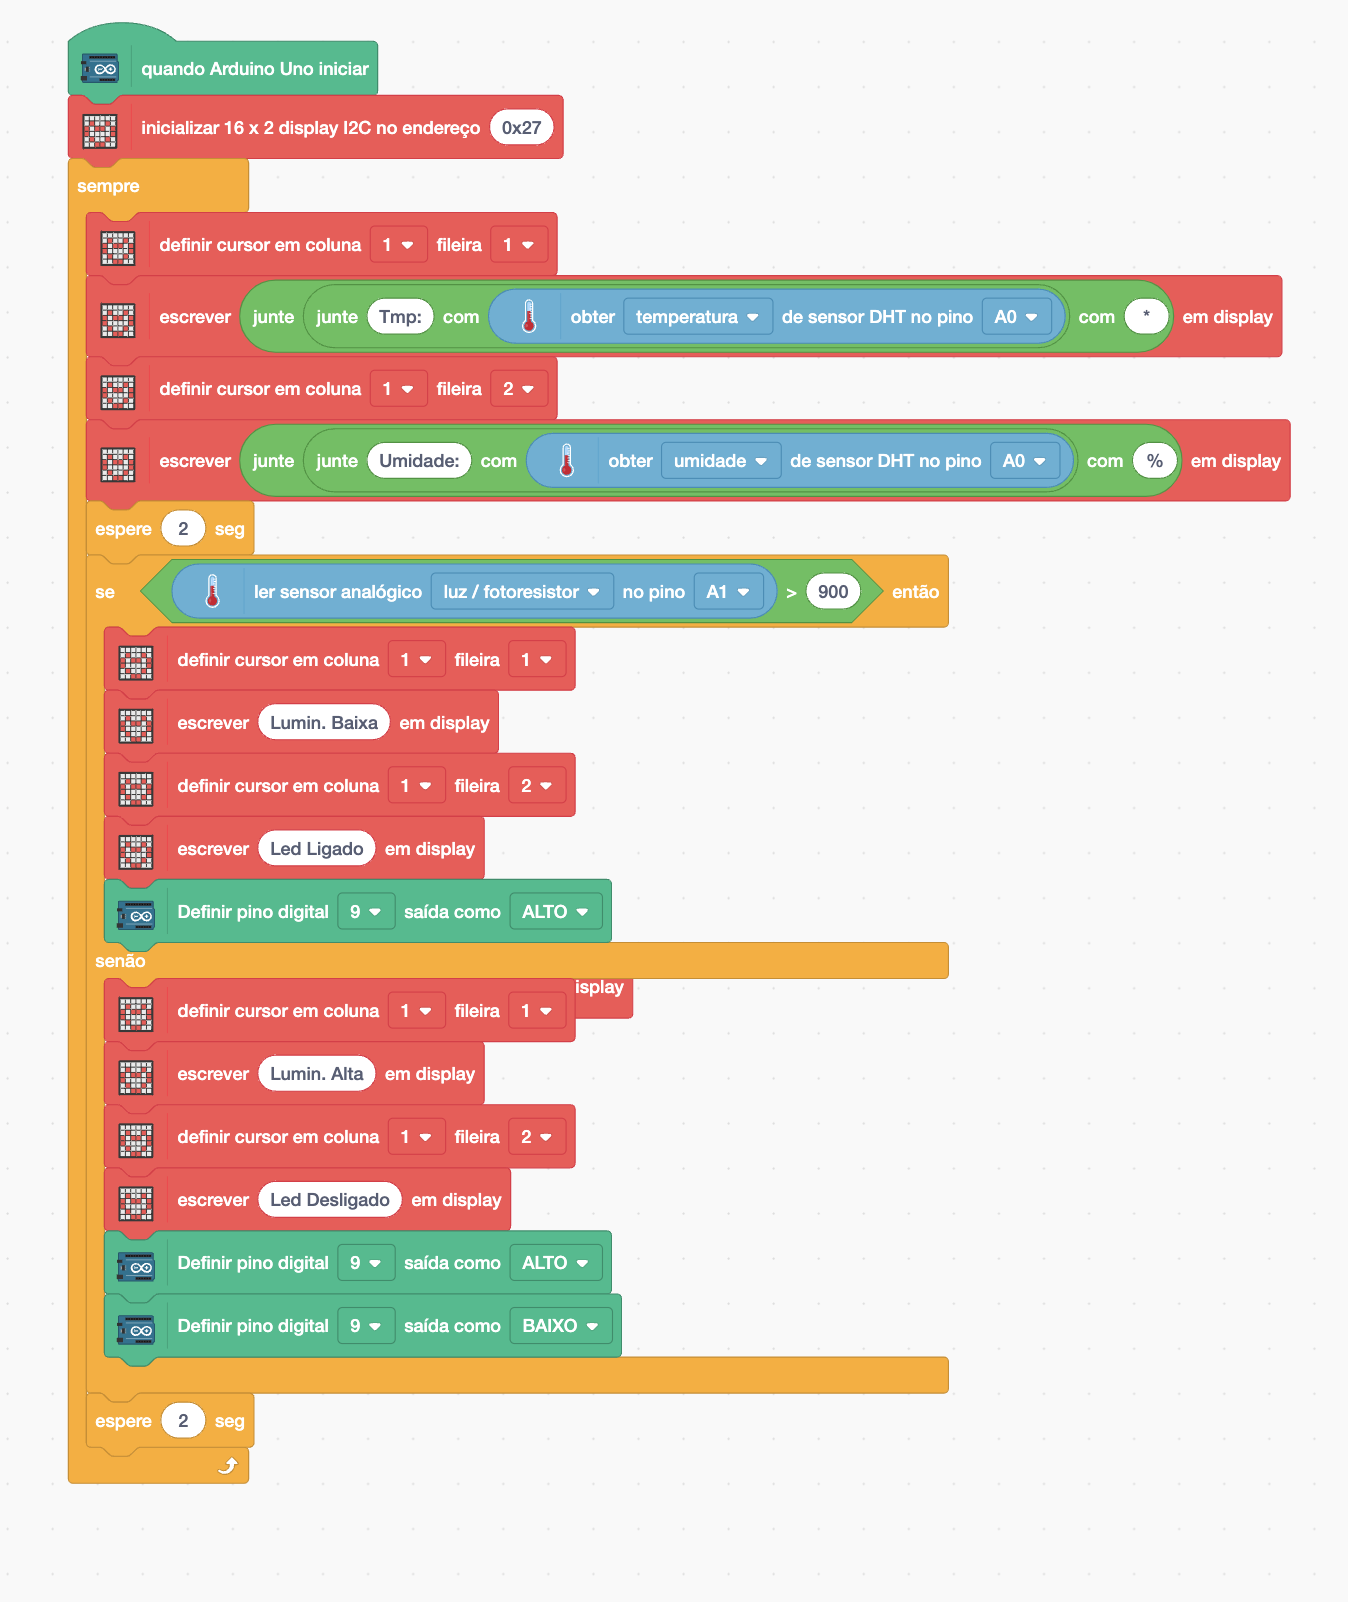 quando Arduino Uno iniciar
inicializar 16 x 2 display I2C no endereço 0x27
sempre
definir cursor em coluna 1 fileira 1
escrever junte junte Tmp: com obter temperatura de sensor DHT no pino A0 com * em display
definir cursor em coluna 1 fileira 2
escrever junte junte Umidade: com obter umidade de sensor DHT no pino A0 com % em display
espere 2 seg
se ler sensor analógico luz / fotoresistor no pino A1 > 900 então
definir cursor em coluna 1 fileira 1
escrever Lumin. Baixa em display
definir cursor em coluna 1 fileira 2
escrever Led Ligado em display
Definir pino digital 9 saída como ALTO
senão
isplay
definir cursor em coluna 1 fileira 1
escrever Lumin. Alta em display
definir cursor em coluna 1 fileira 2
escrever Led Desligado em display
Definir pino digital 9 saída como ALTO
Definir pino digital 9 saída como BAIXO
espere 2 seg